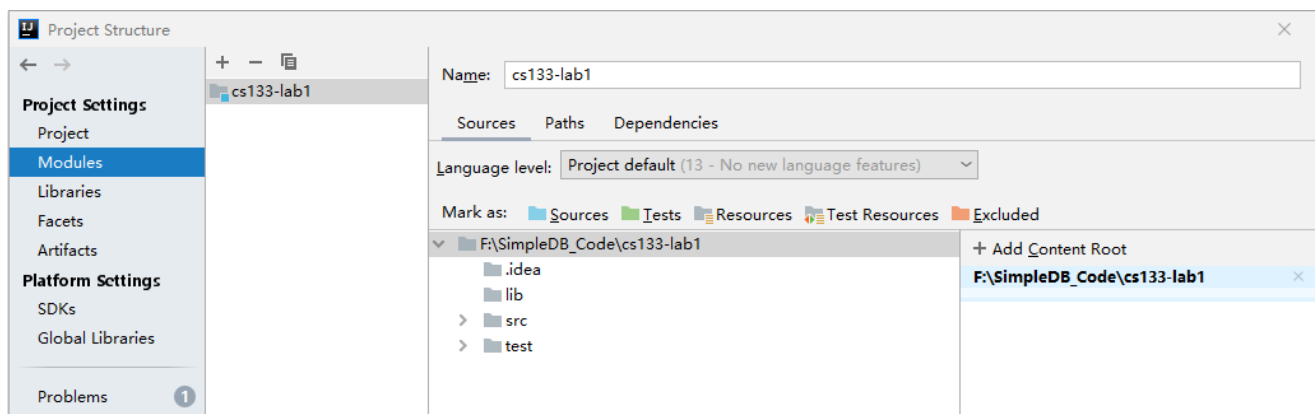 Project Structure
Project Settings
Project
Modules
Libraries
Facets
Artifacts
Platform Settings
SDKs
Global Libraries
Problems 1
cs133-lab1
Name: cs133-lab1
Sources Paths Dependencies
Language level: Project default (13 - No new language features)
Mark as: Sources Tests Resources Test Resources Excluded
F:\SimpleDB_Code\cs133-lab1
.idea
lib
src
test
+ Add Content Root
F:\SimpleDB_Code\cs133-lab1